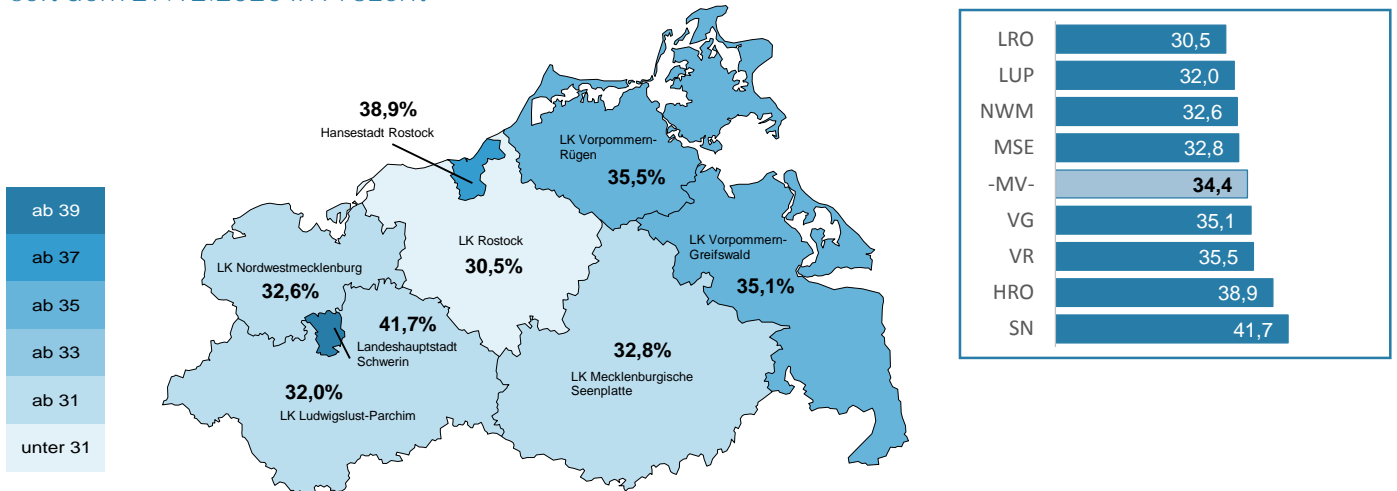 38,9%
Hansestadt Rostock
LK Vorpommern-
Rügen
35,5%
LK Rostock
30,5%
LK Vorpommern-
Greifswald
35,1%
LK Nordwestmecklenburg
32,6%
41,7%
Landeshauptstadt
Schwerin
32,8%
LK Mecklenburgische
Seenplatte
32,0%
LK Ludwigslust-Parchim
ab 39
ab 37
ab 35
ab 33
ab 31
unter 31
LRO 30,5
LUP 32,0
NWM 32,6
MSE 32,8
-MV- 34,4
VG 35,1
VR 35,5
HRO 38,9
SN 41,7